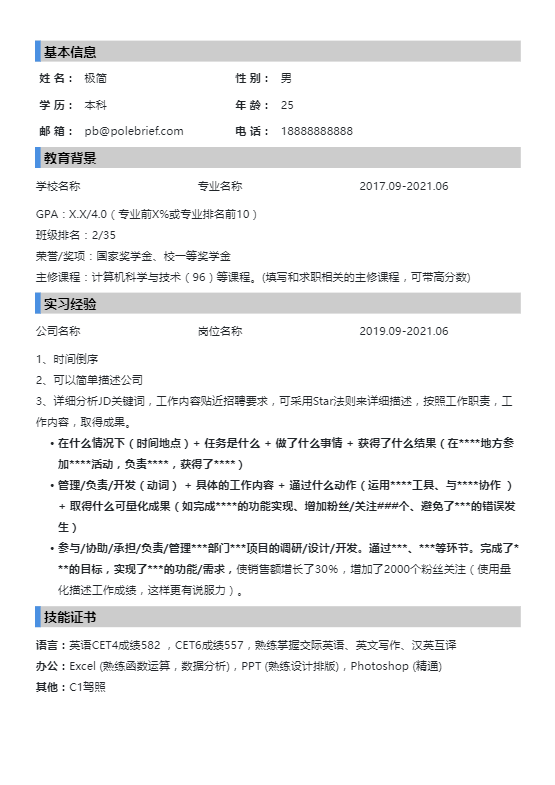 基本信息
姓 名： 极简 性 别： 男
学 历： 本科 年 龄： 25
邮 箱： pb@polebrief.com 电 话： 18888888888
教育背景
学校名称 专业名称 2017.09-2021.06
GPA：X.X/4.0（专业前X%或专业排名前10）
班级排名：2/35
荣誉/奖项：国家奖学金、校一等奖学金
主修课程：计算机科学与技术（96）等课程。(填写和求职相关的主修课程，可带高分数)
实习经验
公司名称 岗位名称 2019.09-2021.06
1、时间倒序
2、可以简单描述公司
3、详细分析JD关键词，工作内容贴近招聘要求，可采用Star法则来详细描述，按照工作职责，工
作内容，取得成果。
• 在什么情况下（时间地点）+ 任务是什么 + 做了什么事情 + 获得了什么结果（在****地方参
加****活动，负责****，获得了****）
• 管理/负责/开发（动词） + 具体的工作内容 + 通过什么动作（运用****工具、与****协作 ）
+ 取得什么可量化成果（如完成****的功能实现、增加粉丝/关注###个、避免了***的错误发
生）
• 参与/协助/承担/负责/管理***部门***项目的调研/设计/开发。通过***、***等环节。完成了*
**的目标，实现了***的功能/需求，使销售额增长了30%，增加了2000个粉丝关注（使用量
化描述工作成绩，这样更有说服力）。
技能证书
语言：英语CET4成绩582 ，CET6成绩557，熟练掌握交际英语、英文写作、汉英互译
办公：Excel (熟练函数运算，数据分析)，PPT (熟练设计排版)，Photoshop (精通)
其他：C1驾照